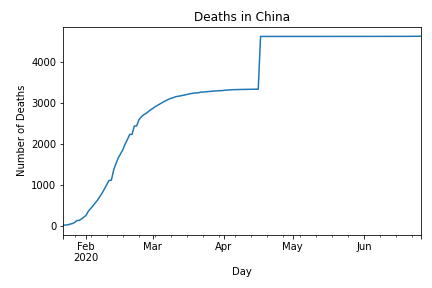 Deaths in China
Number of Deaths
4000
3000
2000
1000
0
Feb
2020
Mar
Apr
May
Jun
Day